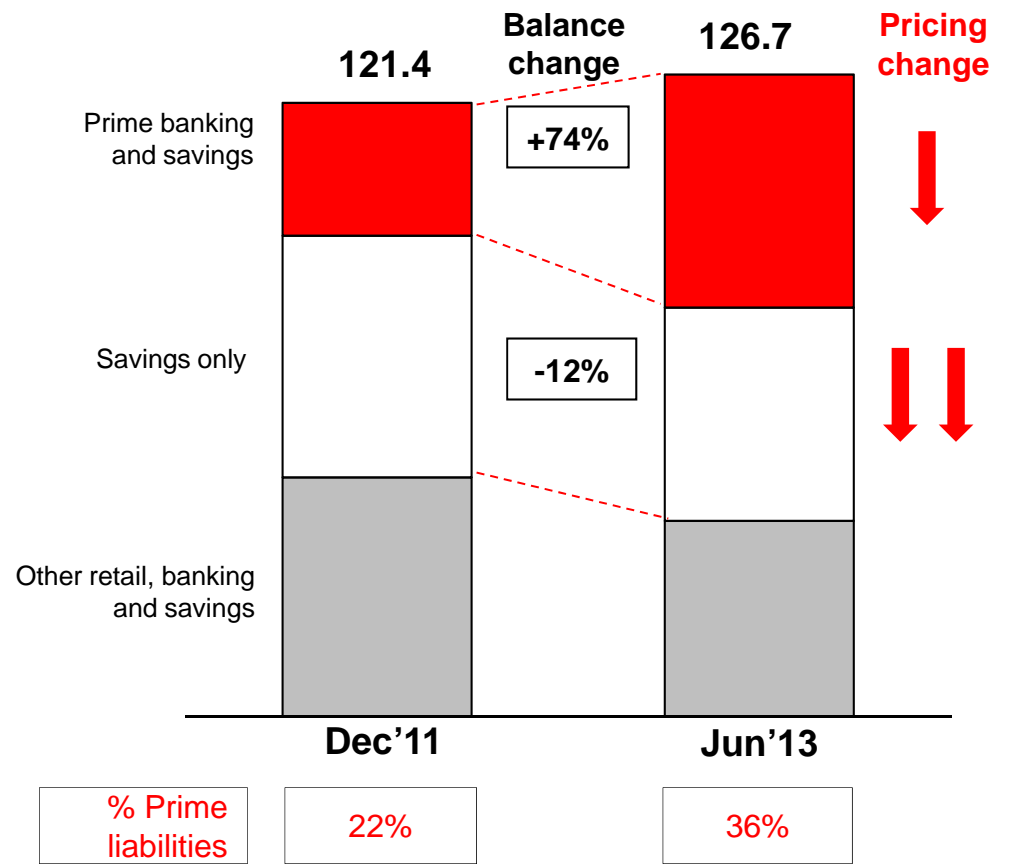 Balance
change
121.4
126.7
Pricing
change
Prime banking
and savings
+74%
Savings only
-12%
Other retail, banking
and savings
Dec’11
Jun’13
% Prime
liabilities
22%
36%